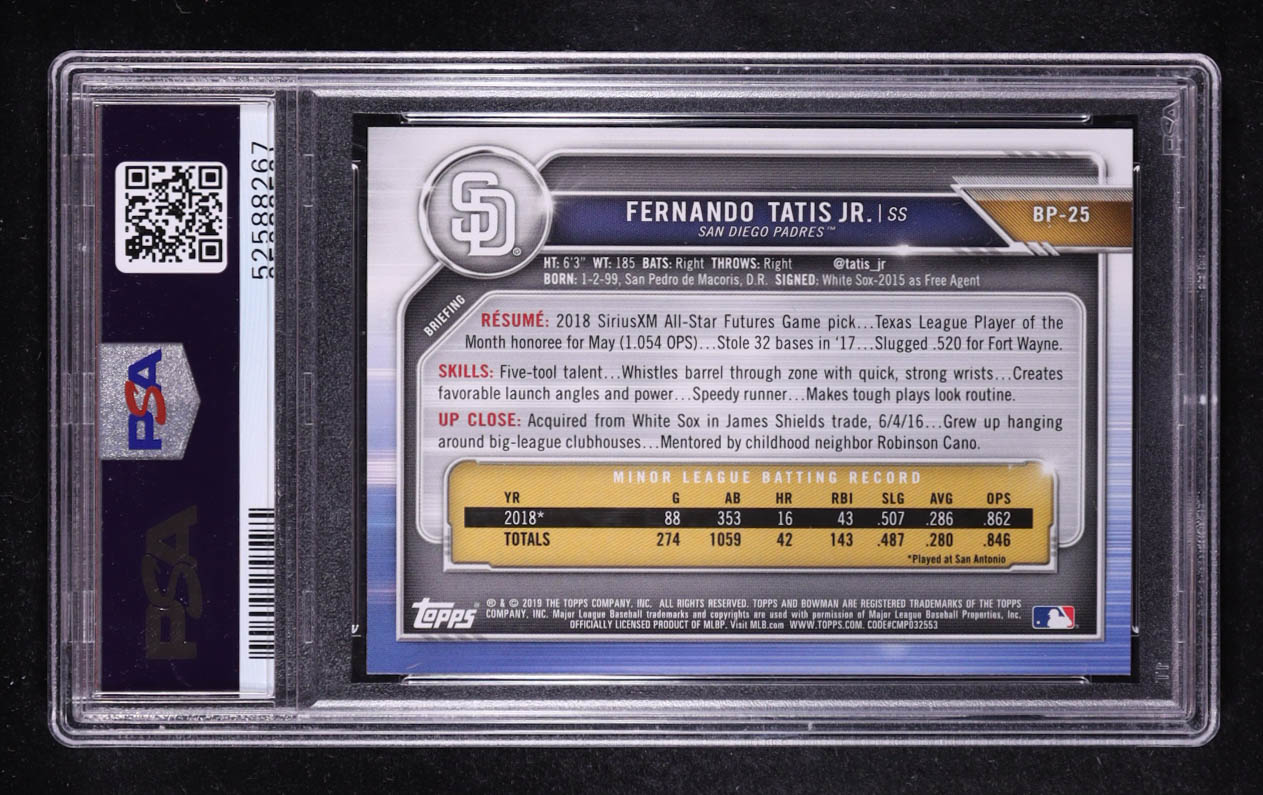 52588267
PSA
PSA
SD
FERNANDO TATIS JR. | SS
SAN DIEGO PADRES™
BP-25
HT: 6'3" WT: 185 BATS: Right THROWS: Right @tatis_jr
BORN: 1-2-99, San Pedro de Macoris, D.R. SIGNED: White Sox-2015 as Free Agent
BRIEFING
RÉSUMÉ: 2018 SiriusXM All-Star Futures Game pick...Texas League Player of the
Month honoree for May (1.054 OPS)...Stole 32 bases in '17...Slugged .520 for Fort Wayne.
SKILLS: Five-tool talent...Whistles barrel through zone with quick, strong wrists...Creates
favorable launch angles and power...Speedy runner...Makes tough plays look routine.
UP CLOSE: Acquired from White Sox in James Shields trade, 6/4/16...Grew up hanging
around big-league clubhouses...Mentored by childhood neighbor Robinson Cano.
MINOR LEAGUE BATTING RECORD
YR G AB HR RBI SLG AVG OPS
2018* 88 353 16 43 .507 .286 .862
TOTALS 274 1059 42 143 .487 .280 .846
*Played at San Antonio
Topps
® & © 2019 THE TOPPS COMPANY, INC. ALL RIGHTS RESERVED. TOPPS AND BOWMAN ARE REGISTERED TRADEMARKS OF THE TOPPS
COMPANY, INC. Major League Baseball trademarks and copyrights are used with permission of Major League Baseball Properties, Inc.
OFFICIALLY LICENSED PRODUCT OF MLBP. Visit MLB.com WWW.TOPPS.COM. CODE#CMP032553
PSA